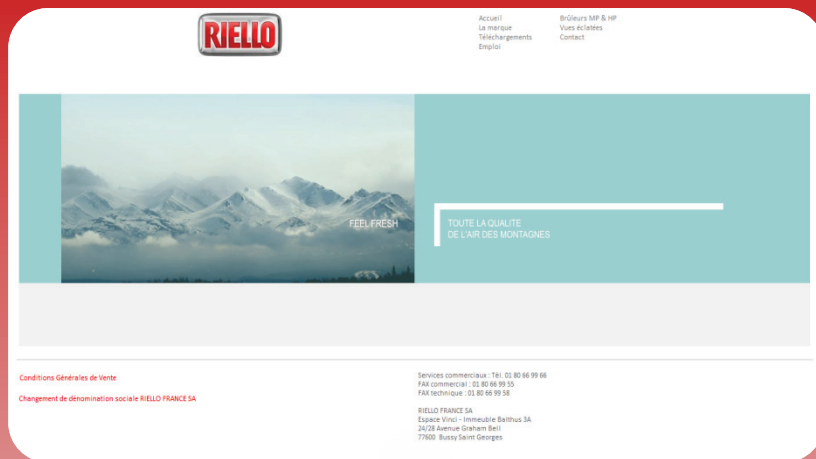 RIELLO
Accueil
La marque
Téléchargements
Emploi
Brûleurs MP & HP
Vues éclatées
Contact
FEEL FRESH
TOUTE LA QUALITE
DE L'AIR DES MONTAGNES
Conditions Générales de Vente
Changement de dénomination sociale RIELLO FRANCE SA
Services commerciaux : Tél. 01 80 66 99 66
FAX commercial : 01 80 66 99 55
FAX technique : 01 80 66 99 58
RIELLO FRANCE SA
Espace Vinci - Immeuble Balthus 3A
24/28 Avenue Graham Bell
77600 Bussy Saint Georges